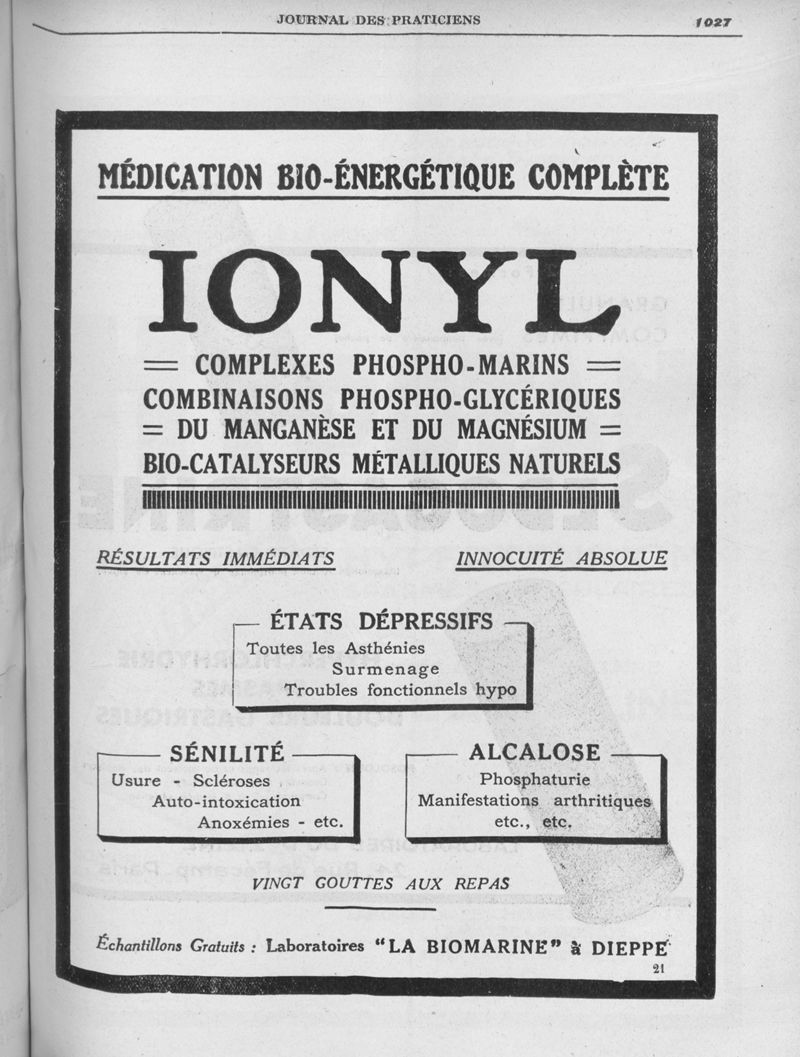 JOURNAL DES PRATICIENS 1027
MÉDICATION BIO-ÉNERGÉTIQUE COMPLÈTE
IONYL
= COMPLEXES PHOSPHO-MARINS =
COMBINAISONS PHOSPHO-GLYCÉRIQUES
= DU MANGANÈSE ET DU MAGNÉSIUM =
BIO-CATALYSEURS MÉTALLIQUES NATURELS
RÉSULTATS IMMÉDIATS INNOCUITÉ ABSOLUE
ÉTATS DÉPRESSIFS
Toutes les Asthénies
Surmenage
Troubles fonctionnels hypo
SÉNILITÉ
Usure - Scléroses
Auto-intoxication
Anoxémies - etc.
ALCALOSE
Phosphaturie
Manifestations arthritiques
etc., etc.
VINGT GOUTTES AUX REPAS
Échantillons Gratuits : Laboratoires "LA BIOMARINE" à DIEPPE
21